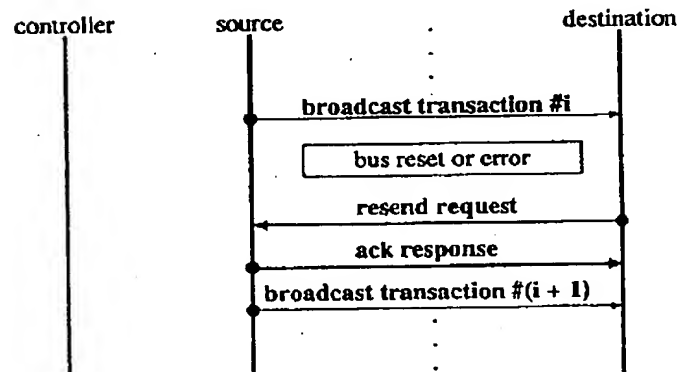 controller source destination
broadcast transaction #i
bus reset or error
resend request
ack response
broadcast transaction #(i + 1)